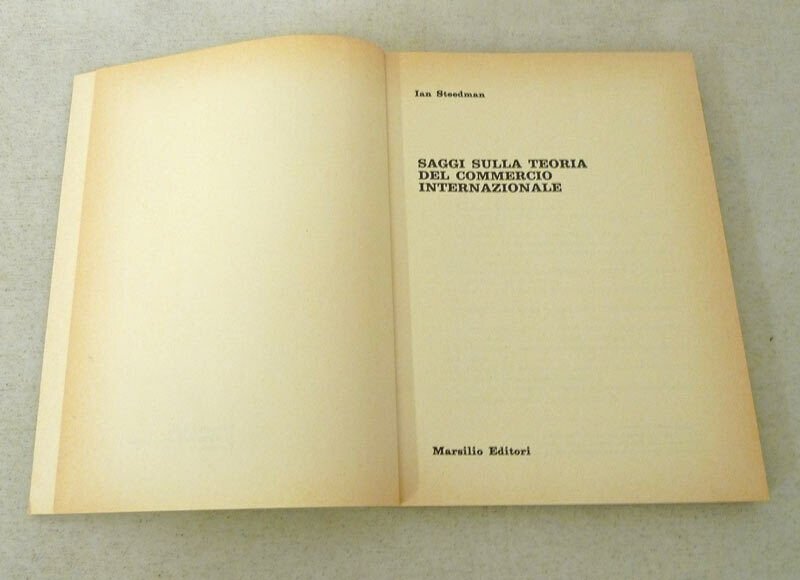 Ian Steedman
SAGGI SULLA TEORIA
DEL COMMERCIO
INTERNAZIONALE
Marsilio Editori